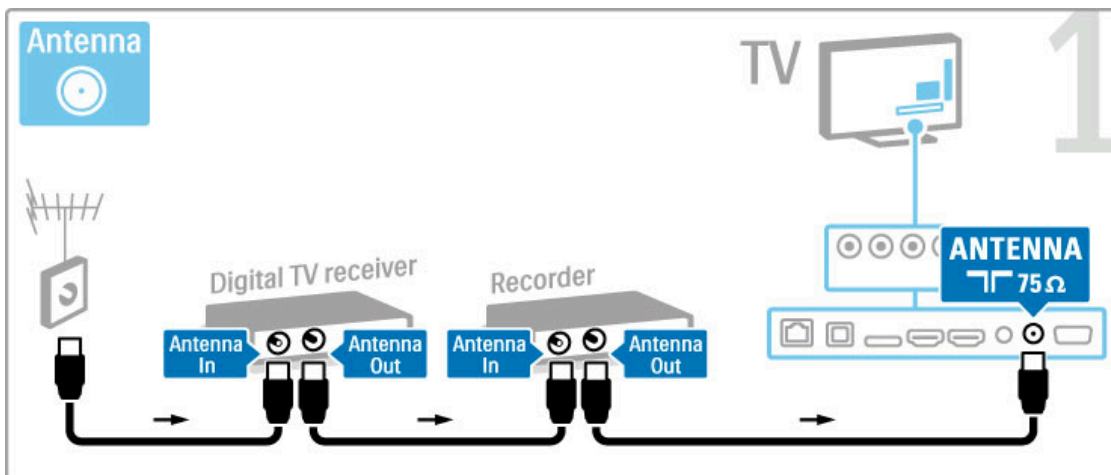 Antenna
TV
1
Digital TV receiver
Recorder
ANTENNA
75 Ω
Antenna
In
Antenna
Out
Antenna
In
Antenna
Out